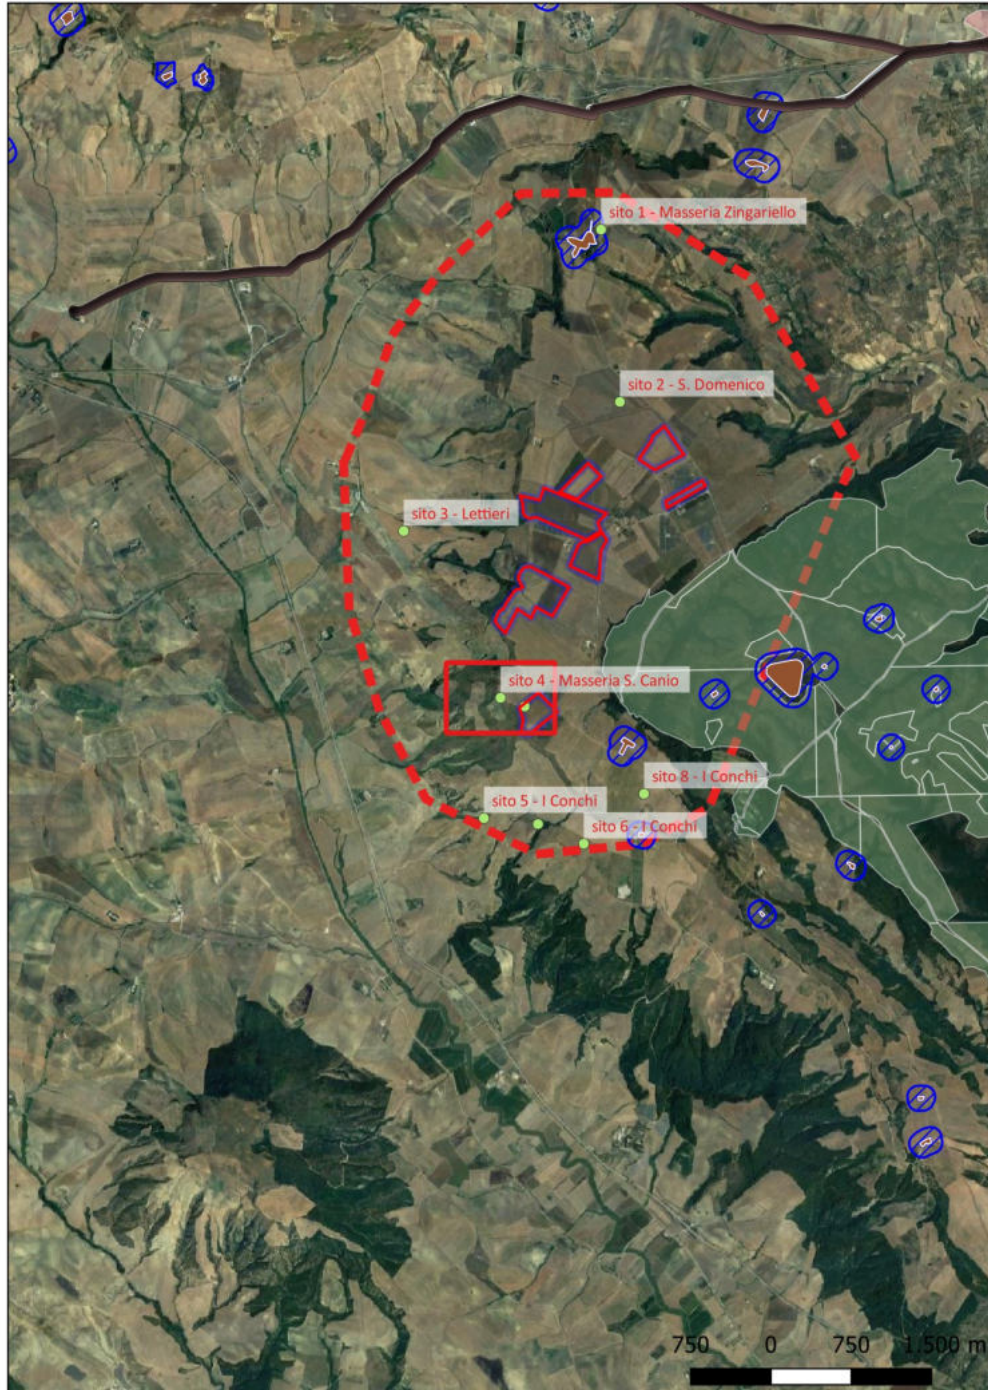 sito 1 - Masseria Zingariello
sito 2 - S. Domenico
sito 3 - Lettieri
sito 4 - Masseria S. Canio
sito 8 - I Conchi
sito 5 - I Conchi
sito 6 - I Conchi
750 0 750 1.500 m